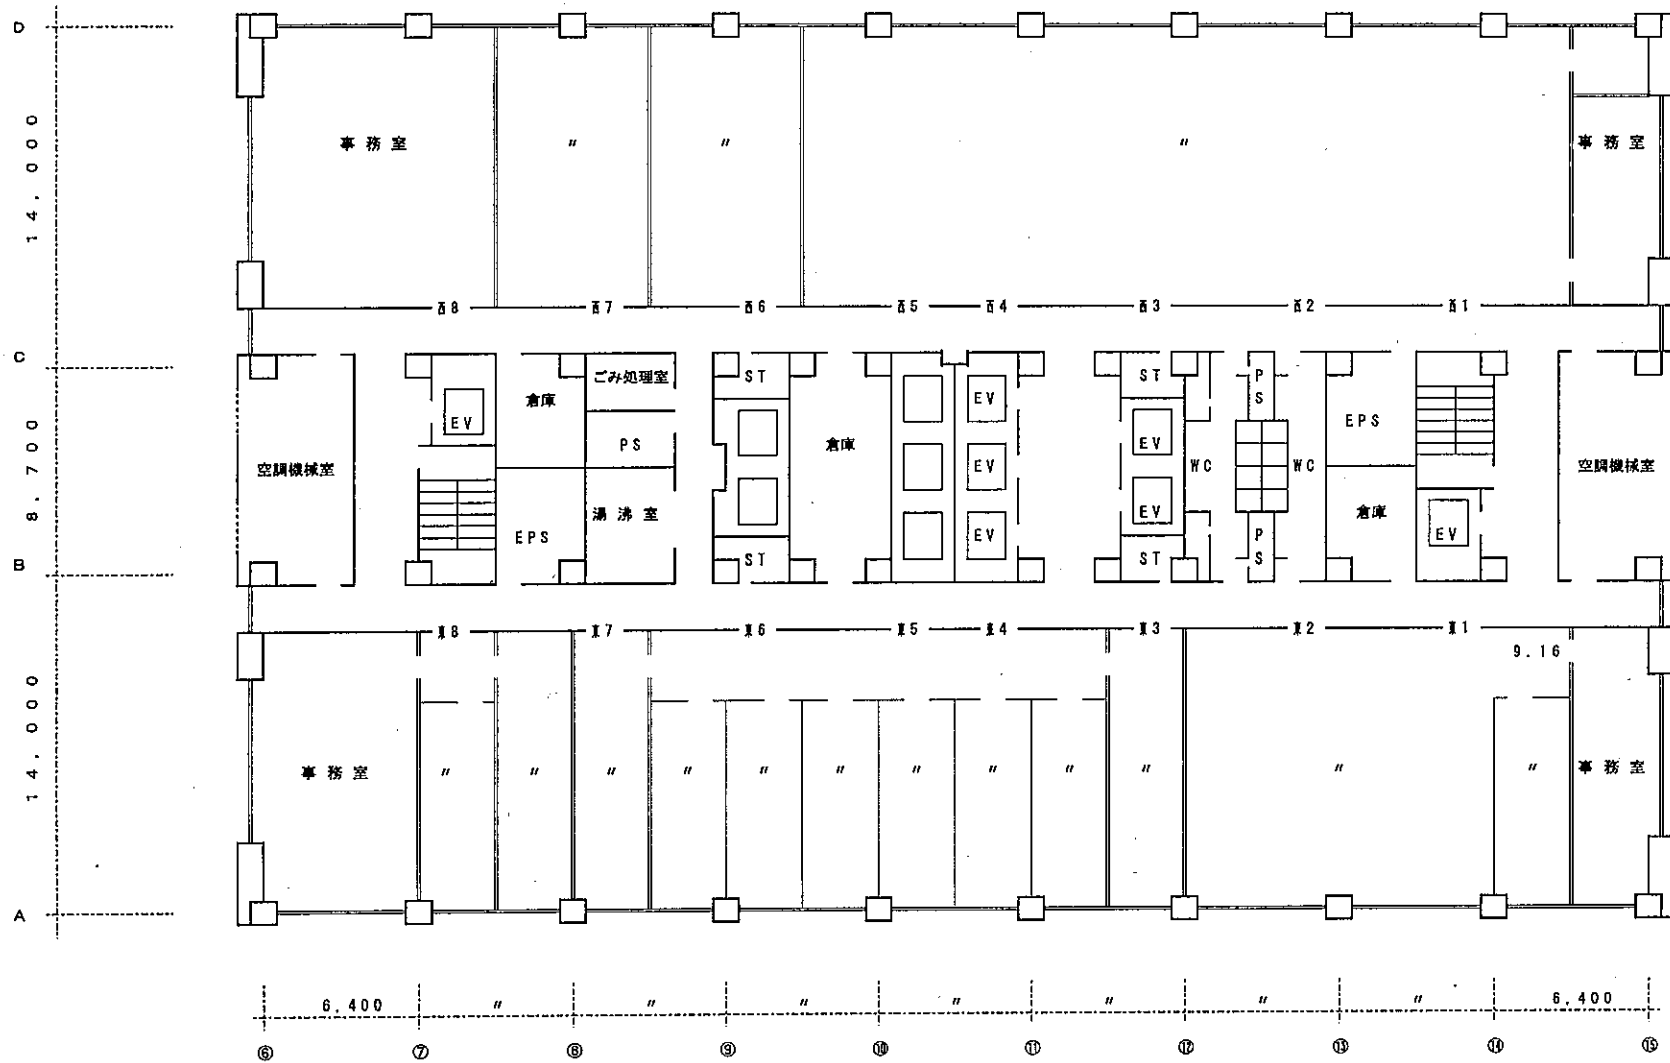 D
14,000
事務室 〃 〃 〃 事務室
西8 西7 西6 西5 西4 西3 西2 西1
C
ごみ処理室 ST ST PS
EV 倉庫 EV EPS
8,700
空調機械室 PS 倉庫 EV EV WC WC 空調機械室
EPS 湯沸室 EV EV 倉庫 EV
B
ST ST PS
東8 東7 東6 東5 東4 東3 東2 東1
9.16
14,000
事務室 〃 〃 〃 〃 〃 〃 〃 〃 〃 〃 〃 〃 事務室
A
6,400 〃 〃 〃 〃 〃 〃 〃 6,400
⑥ ⑦ ⑧ ⑨ ⑩ ⑪ ⑫ ⑬ ⑭ ⑮